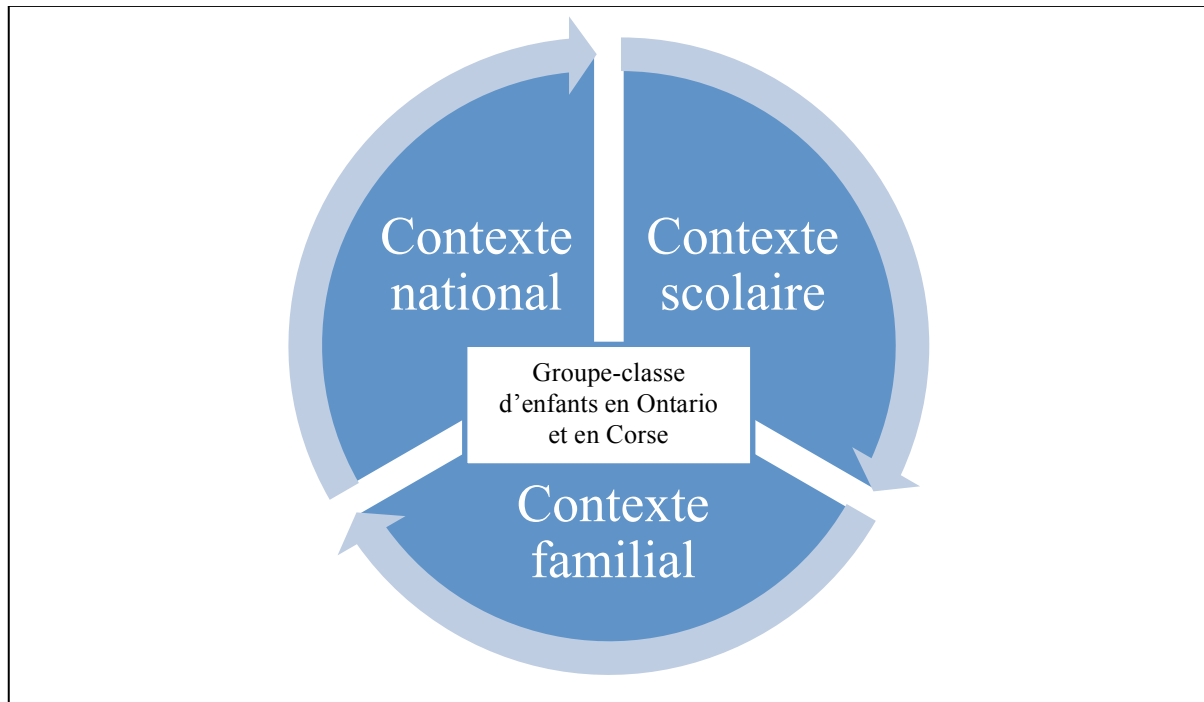 Contexte
national
Contexte
scolaire
Groupe-classe
d’enfants en Ontario
et en Corse
Contexte
familial